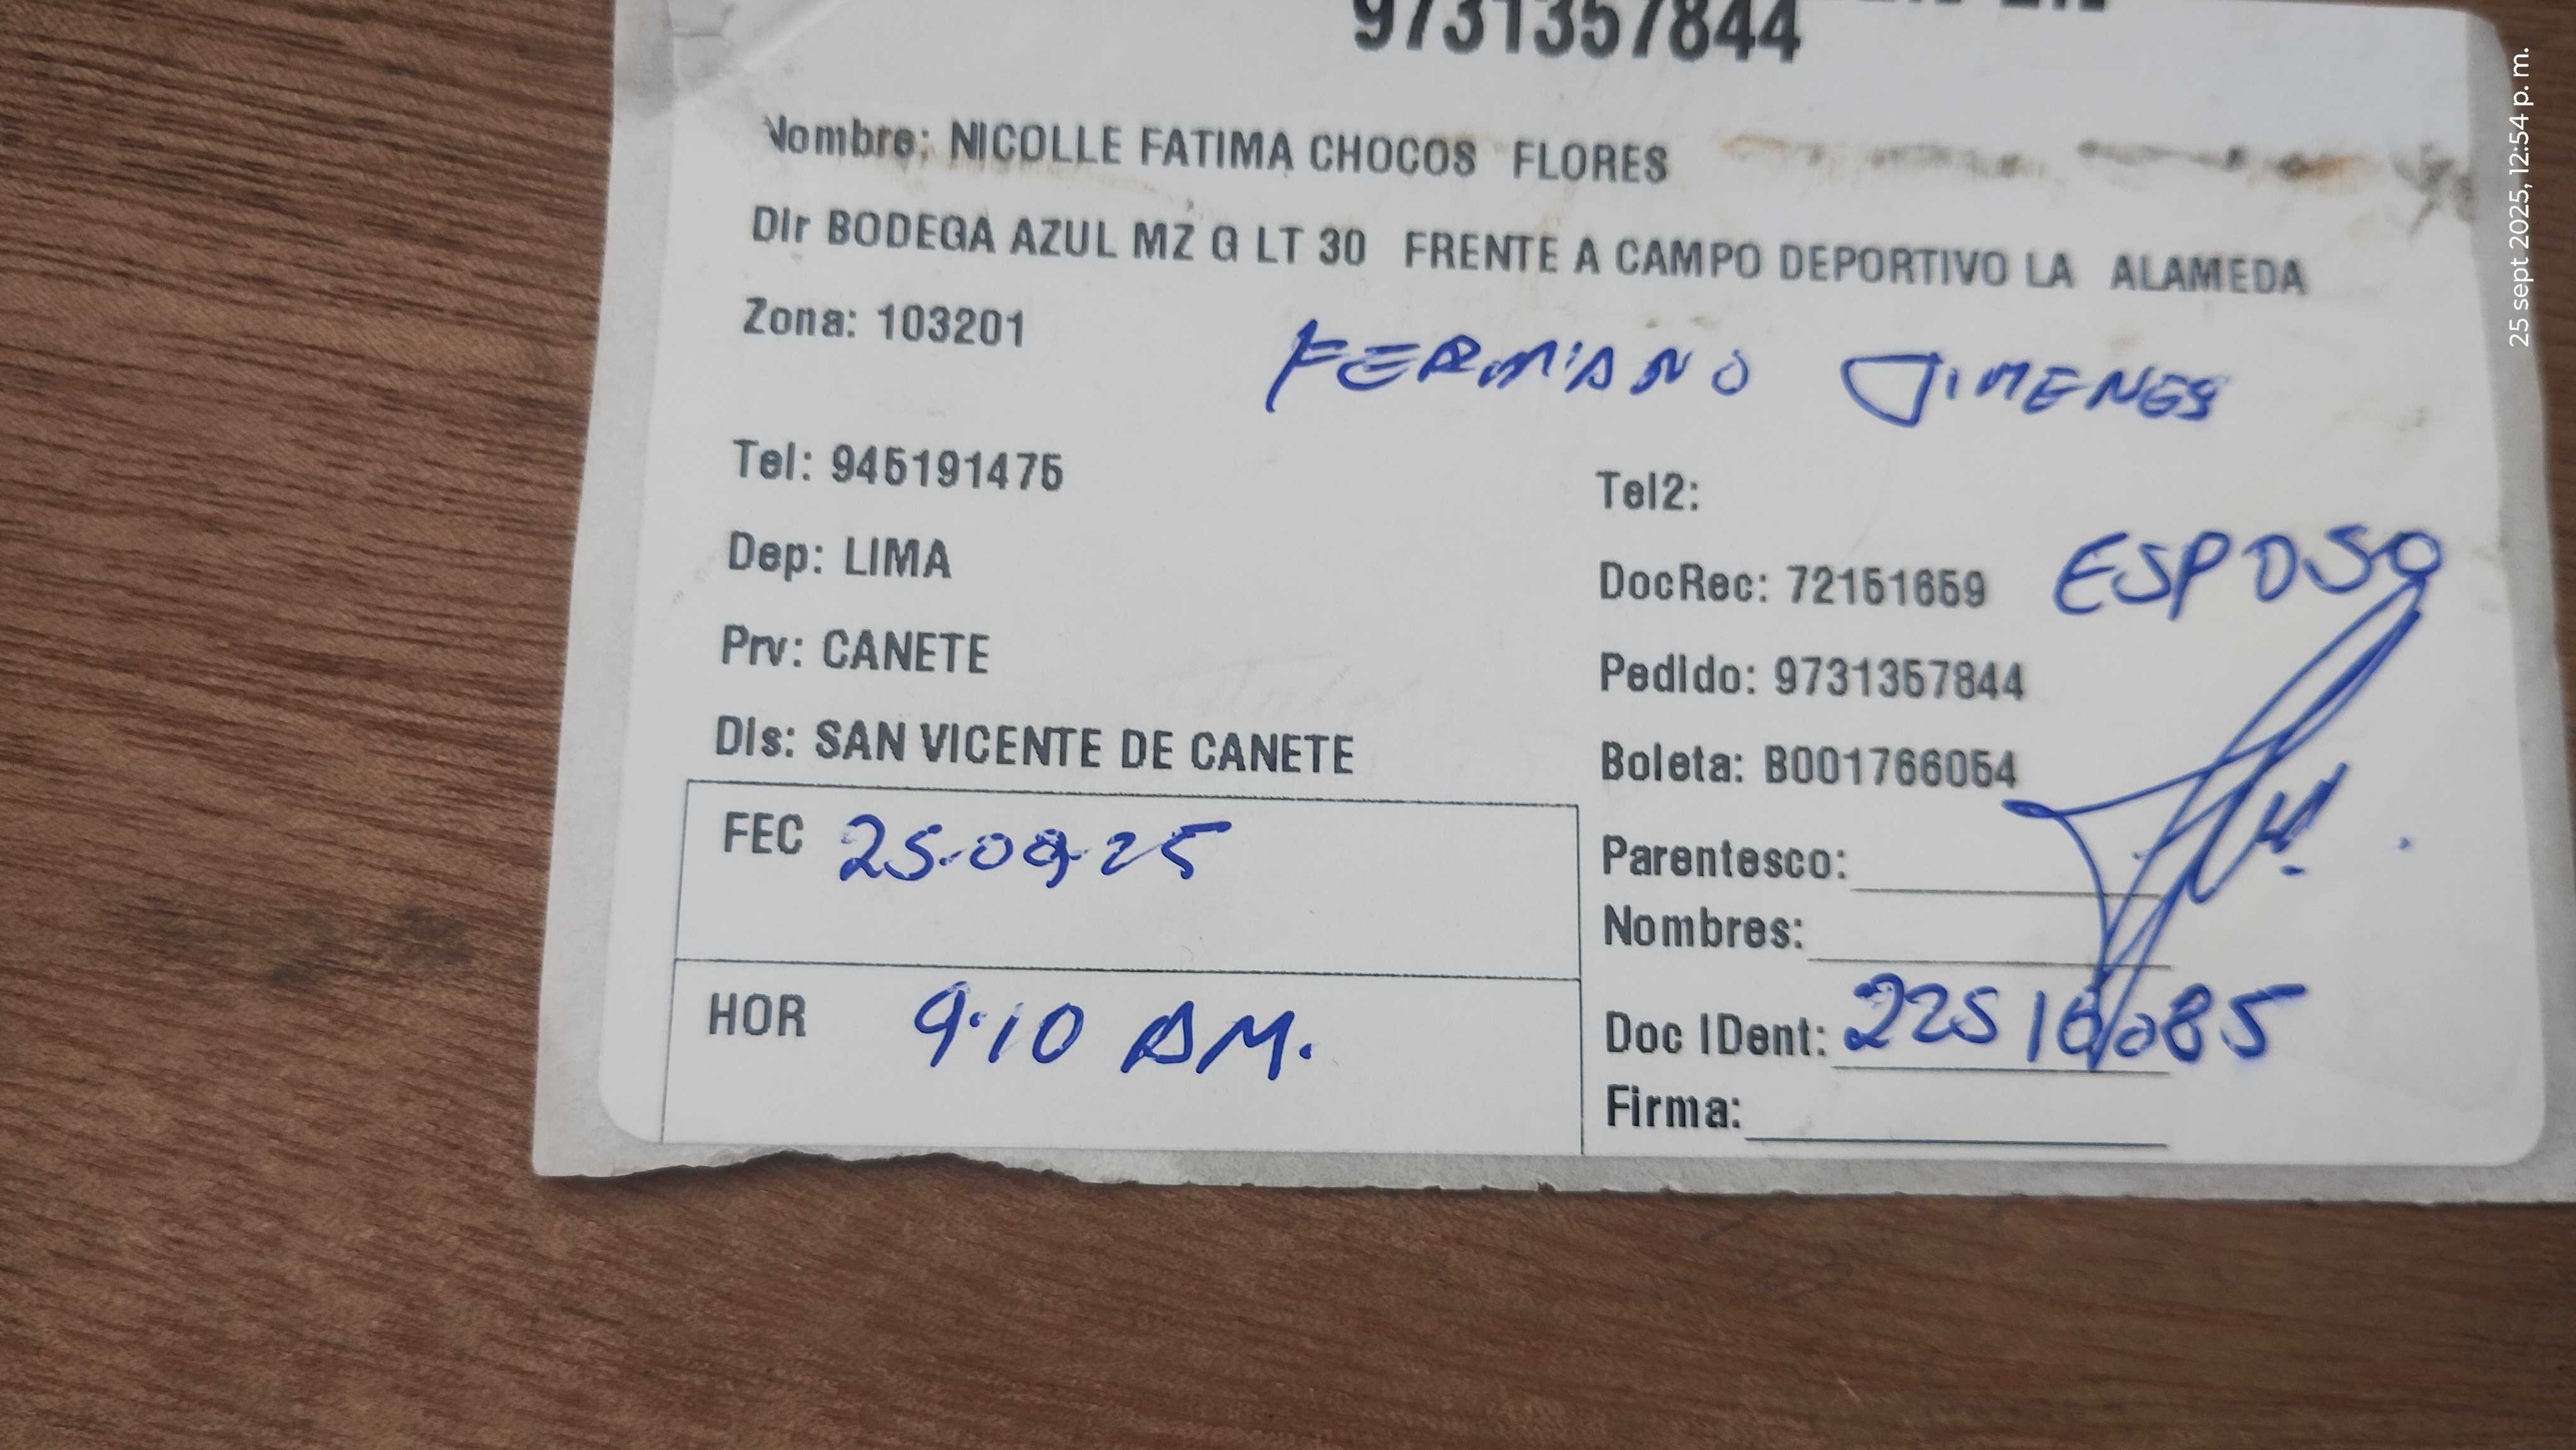 9731357844
Nombre: NICOLLE FATIMA CHOCOS FLORES
Dir BODEGA AZUL MZ G LT 30 FRENTE A CAMPO DEPORTIVO LA ALAMEDA
Zona: 103201
FERMIANO JIMENES
Tel: 945191475
Tel2:
Dep: LIMA
DocRec: 72151659 ESPOSO
Prv: CANETE
Pedido: 9731357844
Dis: SAN VICENTE DE CANETE
Boleta: B001766054
FEC 25-09-25
Parentesco:
Nombres:
HOR 9:10 AM.
Doc IDent:
Firma:
25 sept 2025, 12:54 p. m.